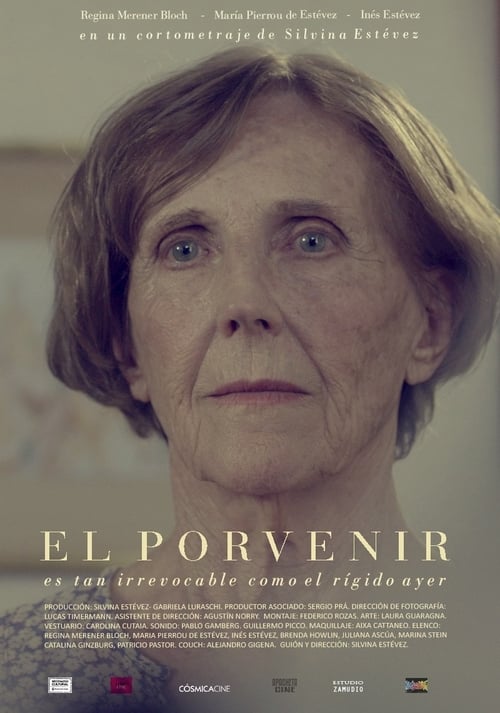 Regina Merener Bloch - María Pierrou de Estévez - Inés Estévez
en un cortometraje de Silvina Estévez
EL PORVENIR
es tan irrevocable como el rígido ayer
PRODUCCIÓN: SILVINA ESTÉVEZ- GABRIELA LURASCHI. PRODUCTOR ASOCIADO: SERGIO PRÁ. DIRECCIÓN DE FOTOGRAFÍA:
LUCAS TIMERMANN. ASISTENTE DE DIRECCIÓN: AGUSTÍN NORRY. MONTAJE: FEDERICO ROZAS. ARTE: LAURA GUARAGNA.
VESTUARIO: CAROLINA CUTAIA. SONIDO: PABLO GAMBERG. GUILLERMO PICCO. MAQUILLAJE: AIXA CATTANEO. ELENCO:
REGINA MERENER BLOCH, MARIA PIERROU DE ESTÉVEZ, INÉS ESTÉVEZ, BRENDA HOWLIN, JULIANA ASCÚA, MARINA STEIN
CATALINA GINZBURG, PATRICIO PASTOR. COUCH: ALEJANDRO GIGENA. GUIÓN Y DIRECCIÓN: SILVINA ESTÉVEZ.
CÓSMICACINE
CINE
ESTUDIO
ZAMUDIO